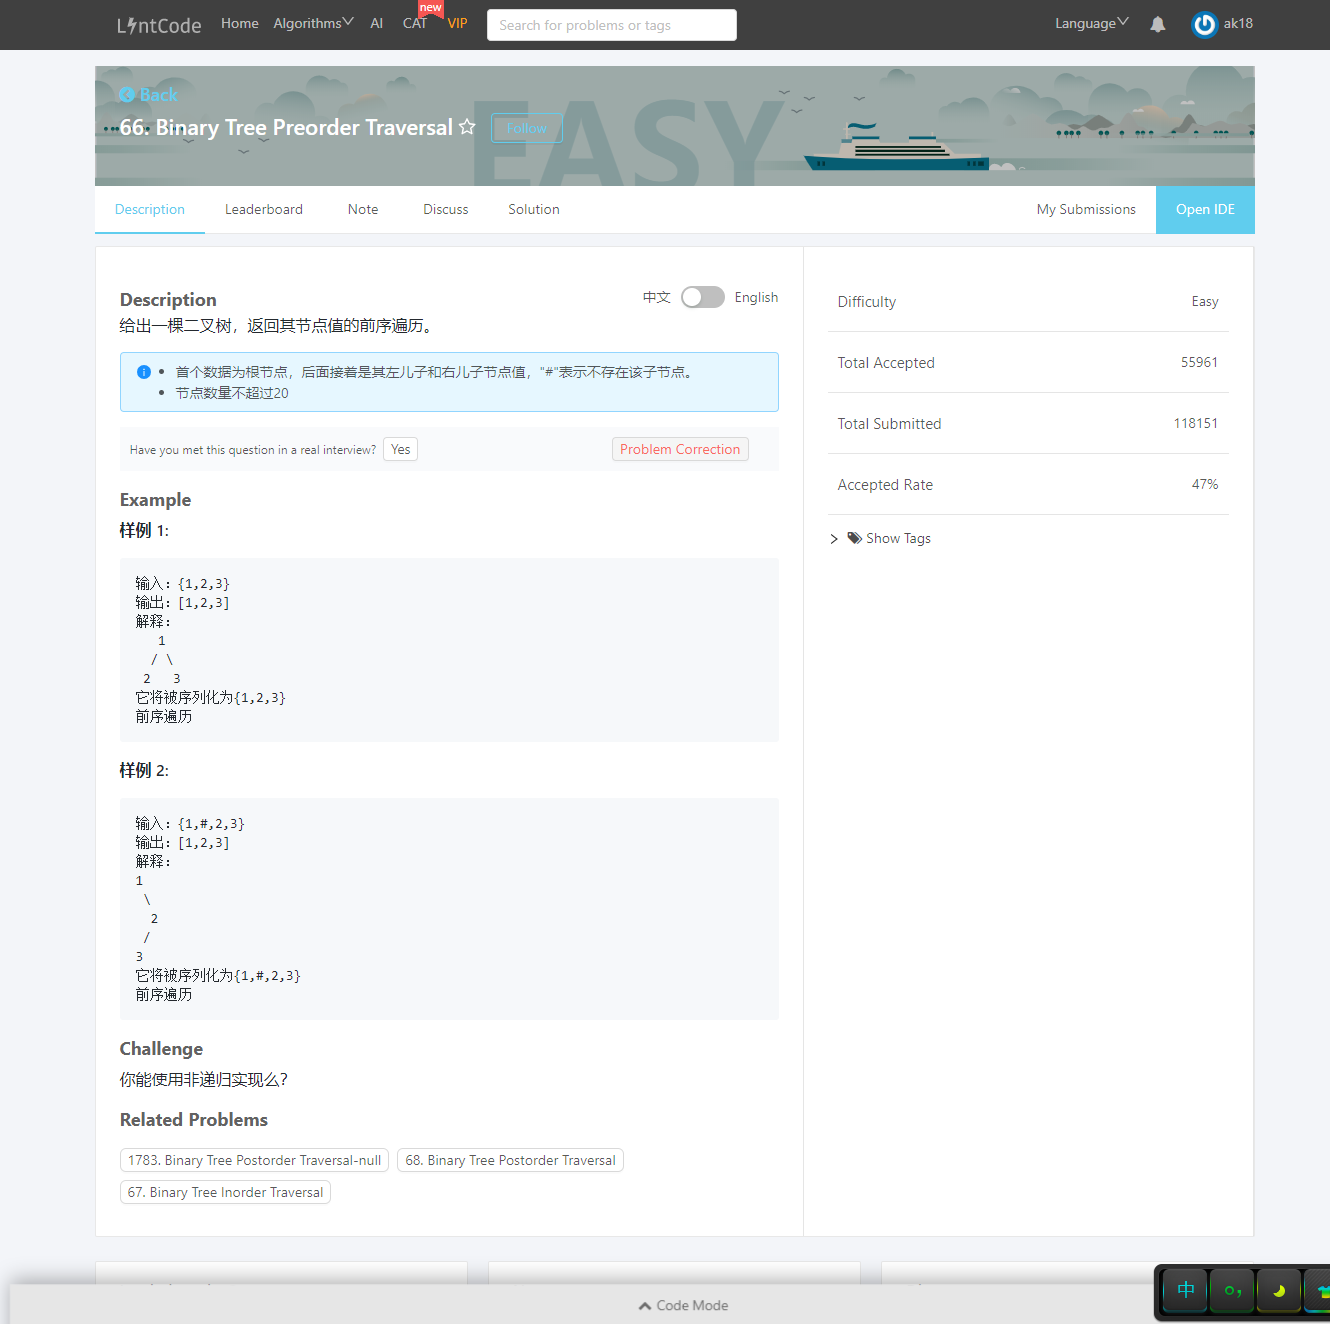 LintCode
Home
Algorithms
AI
CAT
new
VIP
Search for problems or tags
Language
ak18
Back
EASY
66. Binary Tree Preorder Traversal
Follow
Description
Leaderboard
Note
Discuss
Solution
My Submissions
Open IDE
Description
中文
English
给出一棵二叉树，返回其节点值的前序遍历。
首个数据为根节点，后面接着是其左儿子和右儿子节点值，"#"表示不存在该子节点。
节点数量不超过20
Have you met this question in a real interview?
Yes
Problem Correction
Example
样例 1:
输入：{1,2,3}
输出：[1,2,3]
解释：
1
/ \
2 3
它将被序列化为{1,2,3}
前序遍历
样例 2:
输入：{1,#,2,3}
输出：[1,2,3]
解释：
1
\
2
/
3
它将被序列化为{1,#,2,3}
前序遍历
Challenge
你能使用非递归实现么？
Related Problems
1783. Binary Tree Postorder Traversal-null
68. Binary Tree Postorder Traversal
67. Binary Tree Inorder Traversal
Difficulty
Easy
Total Accepted
55961
Total Submitted
118151
Accepted Rate
47%
Show Tags
Code Mode
中